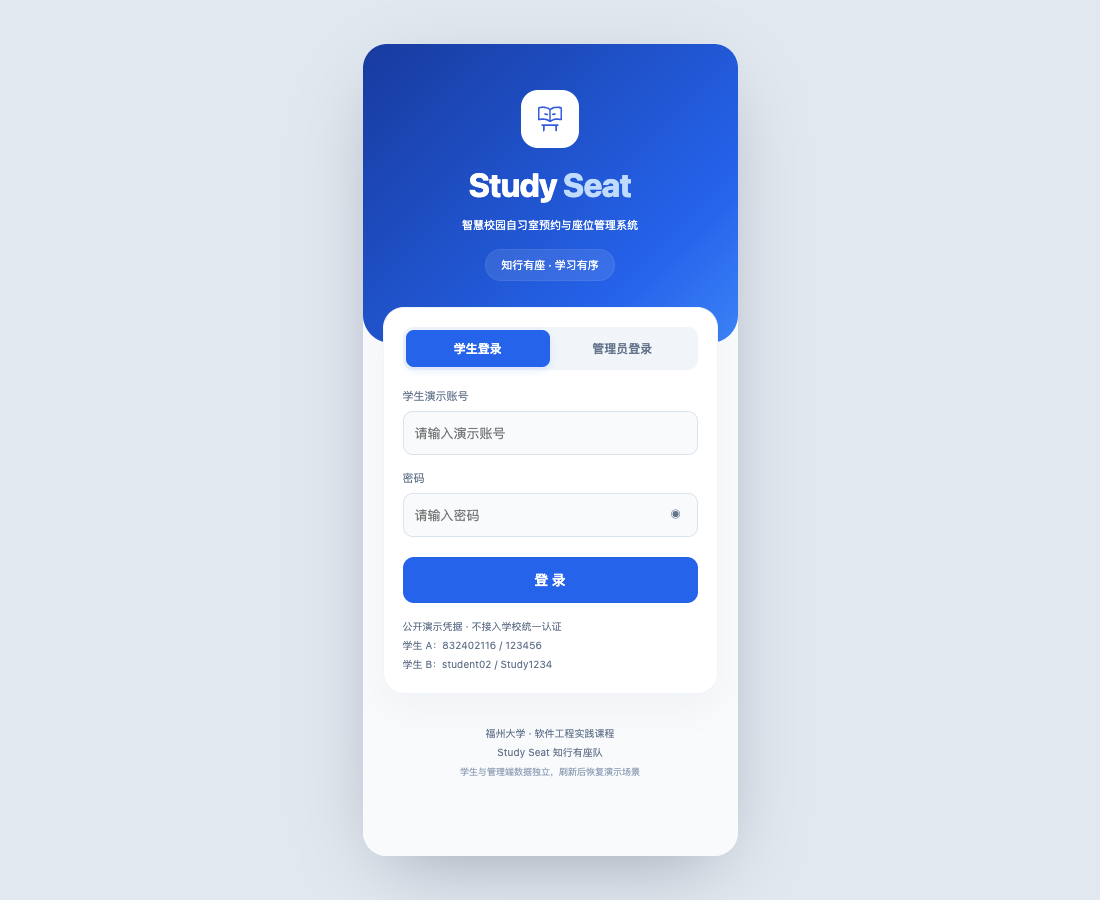 Study Seat
智慧校园自习室预约与座位管理系统
知行有座 · 学习有序
学生登录
管理员登录
学生演示账号
请输入演示账号
密码
请输入密码
登 录
公开演示凭据 · 不接入学校统一认证
学生 A：832402116 / 123456
学生 B：student02 / Study1234
福州大学 · 软件工程实践课程
Study Seat 知行有座队
学生与管理端数据独立，刷新后恢复演示场景